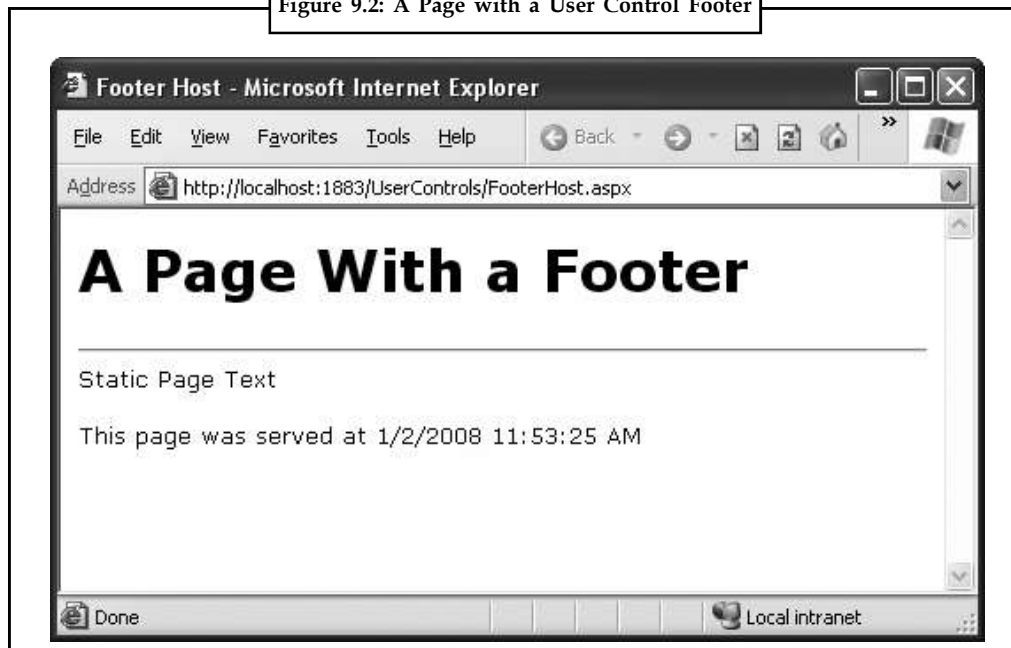 Figure 9.2: A Page with a User Control Footer
Footer Host - Microsoft Internet Explorer
File Edit View Favorites Tools Help Back »
Address http://localhost:1883/UserControls/FooterHost.aspx
A Page With a Footer
Static Page Text
This page was served at 1/2/2008 11:53:25 AM
Done Local intranet